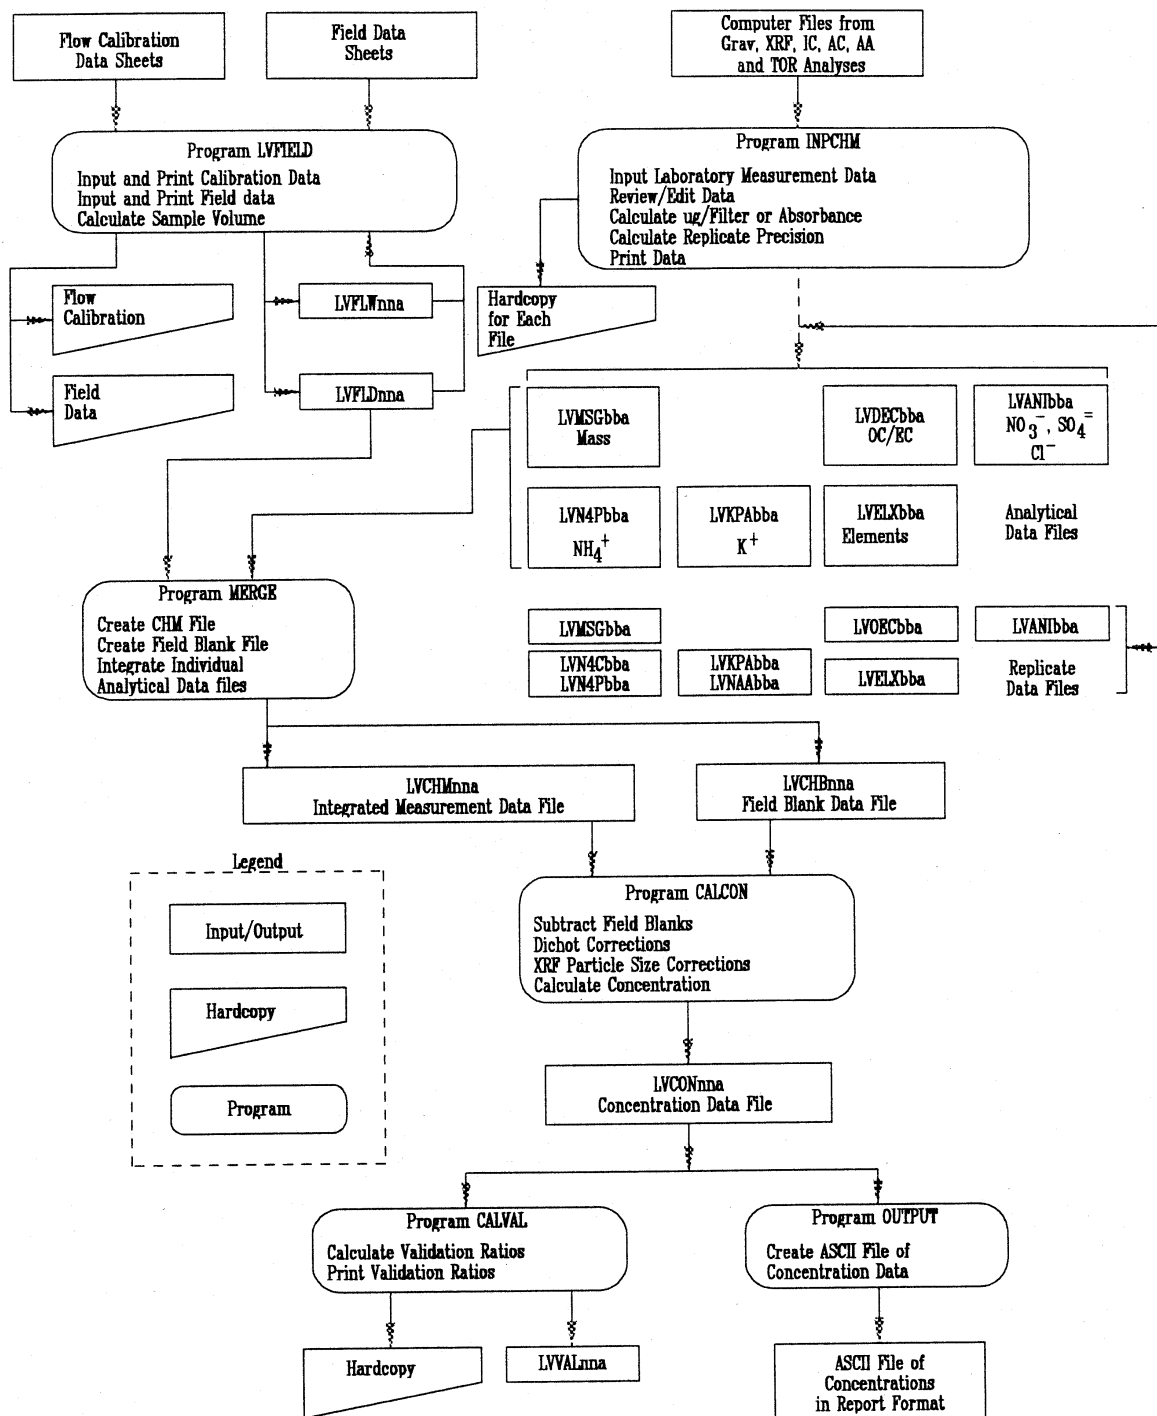 Flow Calibration
Data Sheets
Field Data
Sheets
Computer Files from
Grav, XRF, IC, AC, AA
and TOR Analyses
Program LVFIELD
Input and Print Calibration Data
Input and Print Field data
Calculate Sample Volume
Program INPCHM
Input Laboratory Measurement Data
Review/Edit Data
Calculate ug/Filter or Absorbance
Calculate Replicate Precision
Print Data
Flow
Calibration
LVFLWnna
Hardcopy
for Each
File
Field
Data
LVFLDnna
LVMSGbba
Mass
LVDECbba
OC/EC
LVANIbba
NO3⁻, SO4⁼
Cl⁻
LVN4Pbba
NH4⁺
LVKPAbba
K⁺
LVELXbba
Elements
Analytical
Data Files
Program MERGE
Create CHM File
Create Field Blank File
Integrate Individual
Analytical Data files
LVMSGbba
LVOECbba
LVANIbba
LVN4Cbba
LVN4Pbba
LVKPAbba
LVNAAbba
LVELXbba
Replicate
Data Files
LVCHMnna
Integrated Measurement Data File
LVCHBnna
Field Blank Data File
Legend
Input/Output
Hardcopy
Program
Program CALCON
Subtract Field Blanks
Dichot Corrections
XRF Particle Size Corrections
Calculate Concentration
LVCONnna
Concentration Data File
Program CALVAL
Calculate Validation Ratios
Print Validation Ratios
Program OUTPUT
Create ASCII File of
Concentration Data
Hardcopy
LVVALnna
ASCII File of
Concentrations
in Report Format